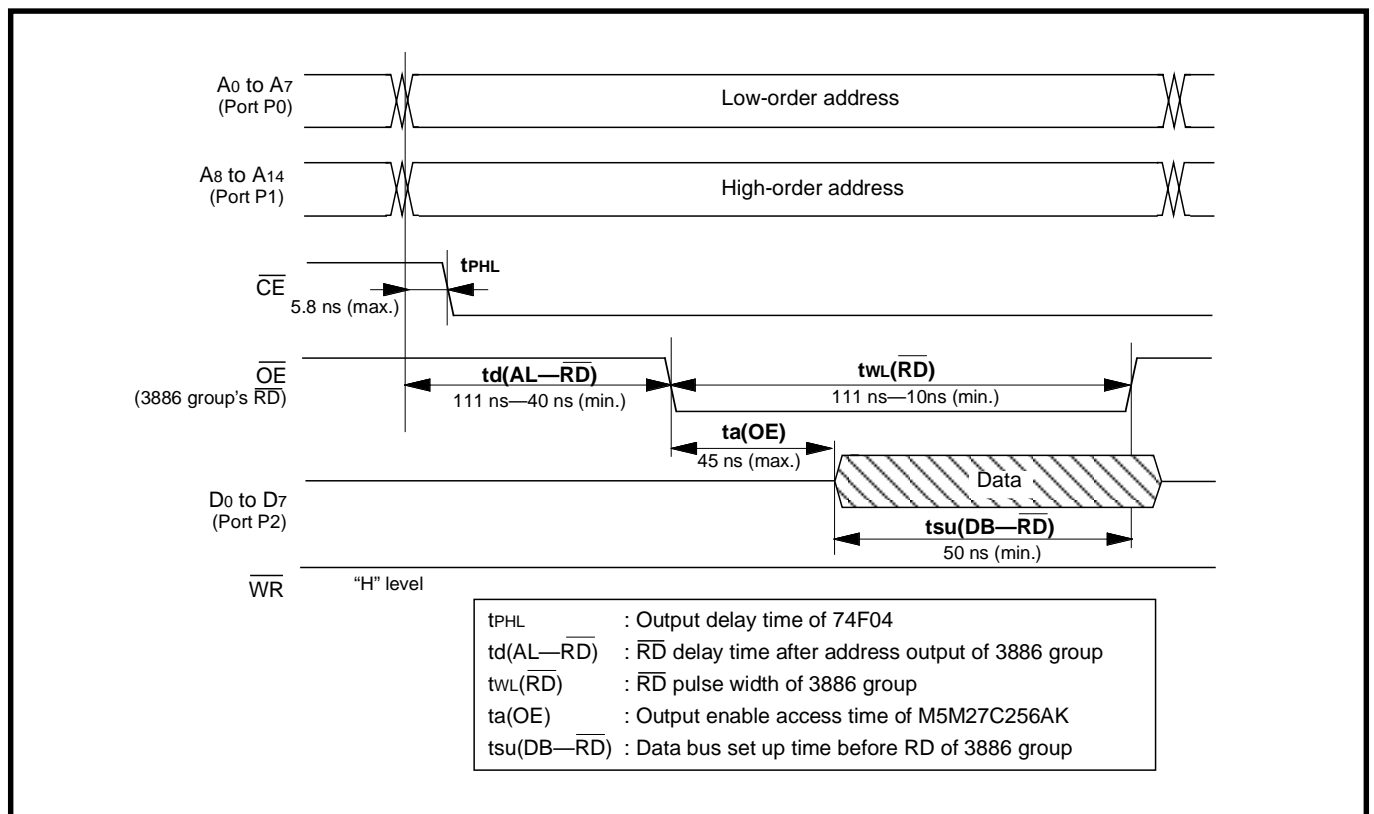 A0 to A7
(Port P0)
Low-order address
A8 to A14
(Port P1)
High-order address
CE
tPHL
5.8 ns (max.)
OE
(3886 group's RD)
td(AL—RD)
111 ns—40 ns (min.)
twL(RD)
111 ns—10ns (min.)
ta(OE)
45 ns (max.)
D0 to D7
(Port P2)
Data
tsu(DB—RD)
50 ns (min.)
WR
“H” level
tPHL : Output delay time of 74F04
td(AL—RD) : RD delay time after address output of 3886 group
twL(RD) : RD pulse width of 3886 group
ta(OE) : Output enable access time of M5M27C256AK
tsu(DB—RD) : Data bus set up time before RD of 3886 group